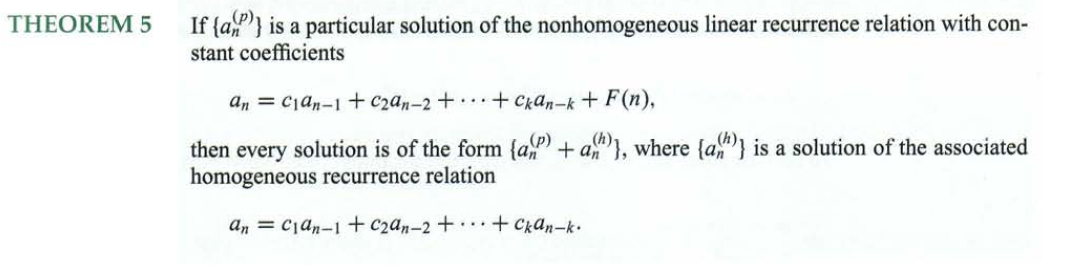 THEOREM 5 If {a_n^(p)} is a particular solution of the nonhomogeneous linear recurrence relation with con-
stant coefficients
a_n = c_1a_{n−1} + c_2a_{n−2} + ··· + c_ka_{n−k} + F(n),
then every solution is of the form {a_n^(p) + a_n^(h)}, where {a_n^(h)} is a solution of the associated
homogeneous recurrence relation
a_n = c_1a_{n−1} + c_2a_{n−2} + ··· + c_ka_{n−k}.